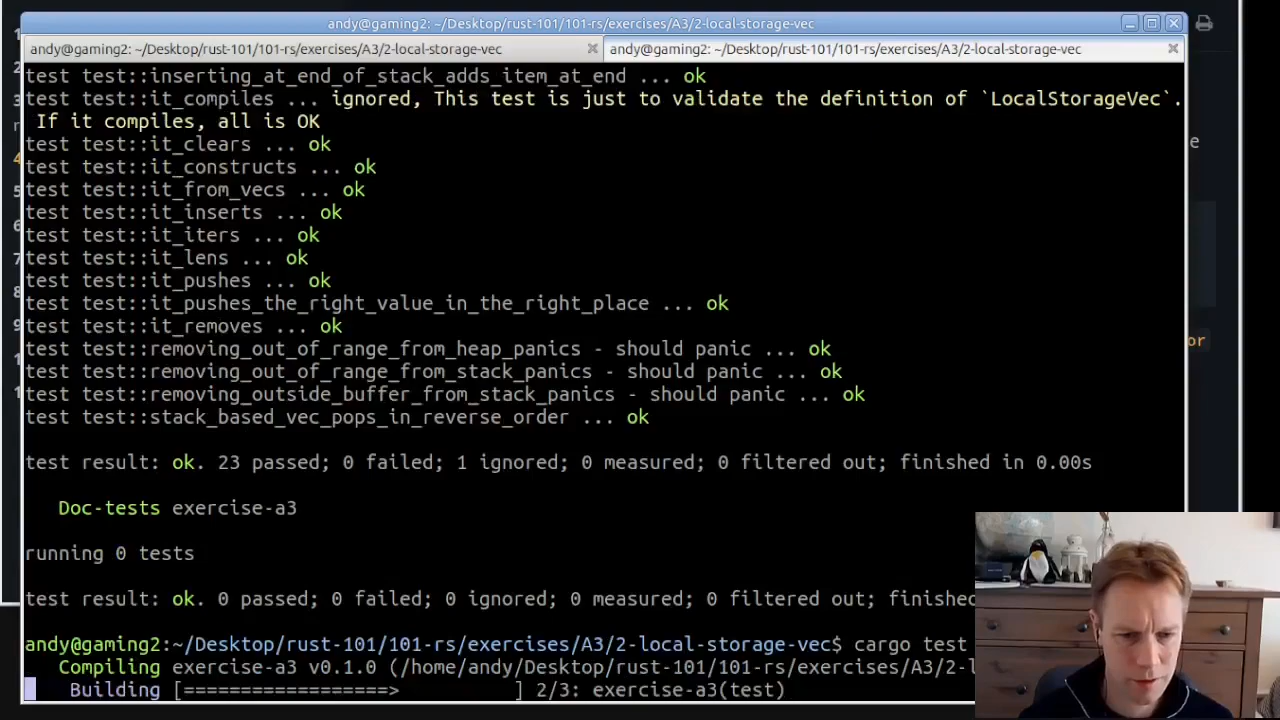 andy@gaming2: ~/Desktop/rust-101/101-rs/exercises/A3/2-local-storage-vec
andy@gaming2: ~/Desktop/rust-101/101-rs/exercises/A3/2-local-storage-vec
andy@gaming2: ~/Desktop/rust-101/101-rs/exercises/A3/2-local-storage-vec
test test::inserting_at_end_of_stack_adds_item_at_end ... ok
test test::it_compiles ... ignored, This test is just to validate the definition of `LocalStorageVec`.
If it compiles, all is OK
test test::it_clears ... ok
test test::it_constructs ... ok
test test::it_from_vecs ... ok
test test::it_inserts ... ok
test test::it_iters ... ok
test test::it_lens ... ok
test test::it_pushes ... ok
test test::it_pushes_the_right_value_in_the_right_place ... ok
test test::it_removes ... ok
test test::removing_out_of_range_from_heap_panics - should panic ... ok
test test::removing_out_of_range_from_stack_panics - should panic ... ok
test test::removing_outside_buffer_from_stack_panics - should panic ... ok
test test::stack_based_vec_pops_in_reverse_order ... ok
test result: ok. 23 passed; 0 failed; 1 ignored; 0 measured; 0 filtered out; finished in 0.00s
Doc-tests exercise-a3
running 0 tests
test result: ok. 0 passed; 0 failed; 0 ignored; 0 measured; 0 filtered out; finished
andy@gaming2:~/Desktop/rust-101/101-rs/exercises/A3/2-local-storage-vec$ cargo test
Compiling exercise-a3 v0.1.0 (/home/andy/Desktop/rust-101/101-rs/exercises/A3/2-l
Building [==================> ] 2/3: exercise-a3(test)
or